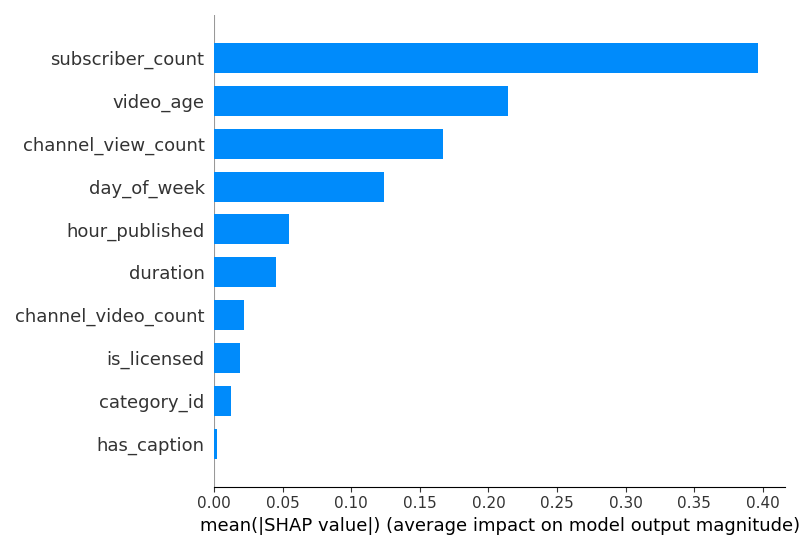 subscriber_count
video_age
channel_view_count
day_of_week
hour_published
duration
channel_video_count
is_licensed
category_id
has_caption
0.00 0.05 0.10 0.15 0.20 0.25 0.30 0.35 0.40
mean(|SHAP value|) (average impact on model output magnitude)